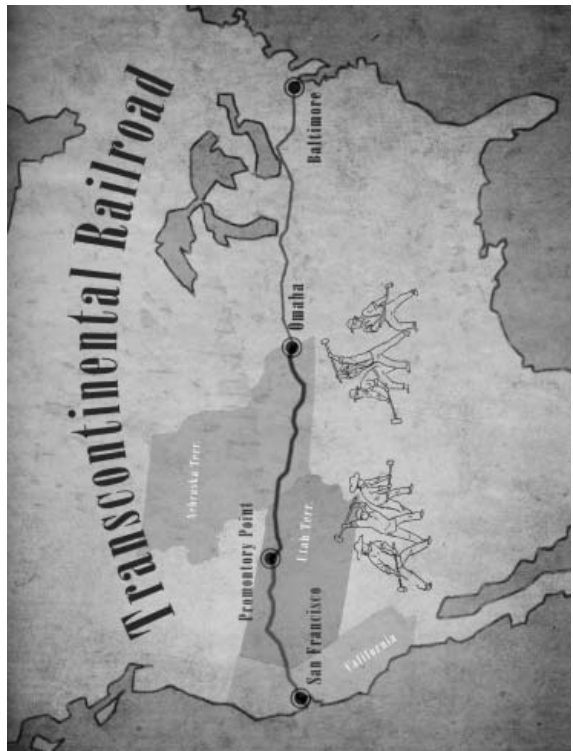 Transcontinental Railroad
Nebraska Terr.
Promontory Point
Utah Terr.
San Francisco
California
Omaha
Baltimore